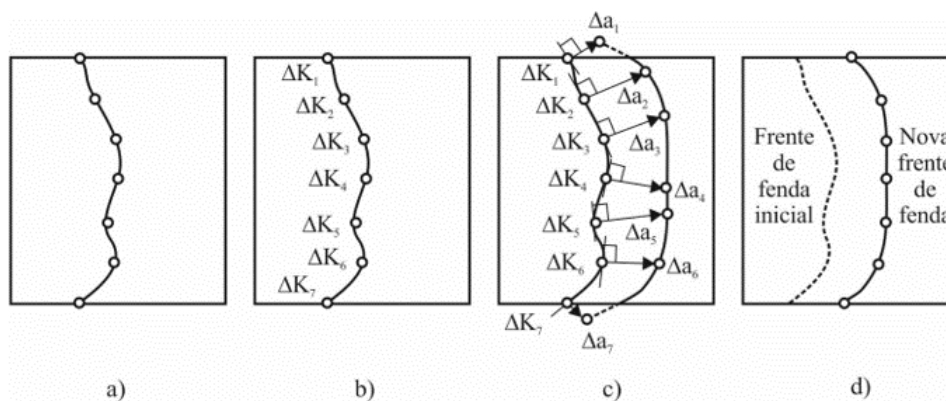 ΔK₁
ΔK₂
ΔK₃
ΔK₄
ΔK₅
ΔK₆
ΔK₇
Δa₁
ΔK₁
ΔK₂
Δa₂
ΔK₃
Δa₃
ΔK₄
Δa₄
ΔK₅
Δa₅
ΔK₆
Δa₆
ΔK₇
Δa₇
Frente
de
fenda
inicial
Nova
frente
de
fenda
a)
b)
c)
d)